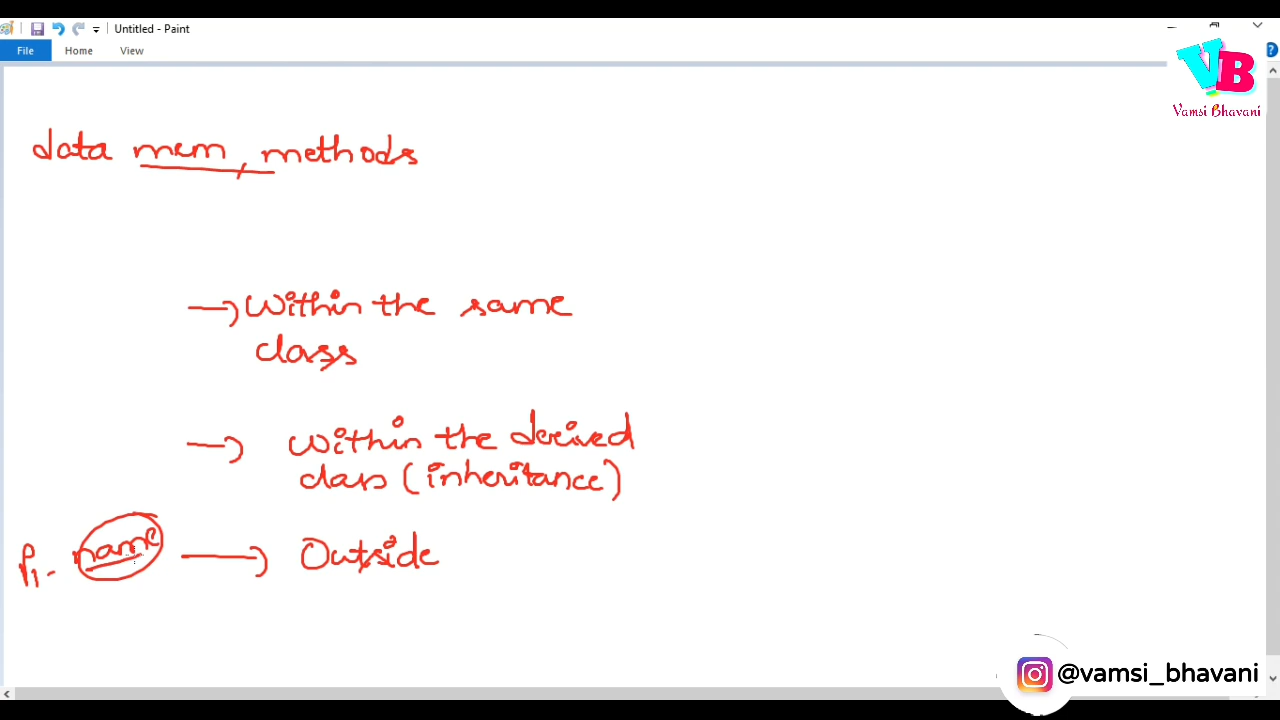 Untitled - Paint
File Home View
VB
Vamsi Bhavani
data mem, methods
within the same
class
within the derived
class (inheritance)
P1. name
Outside
@vamsi_bhavani